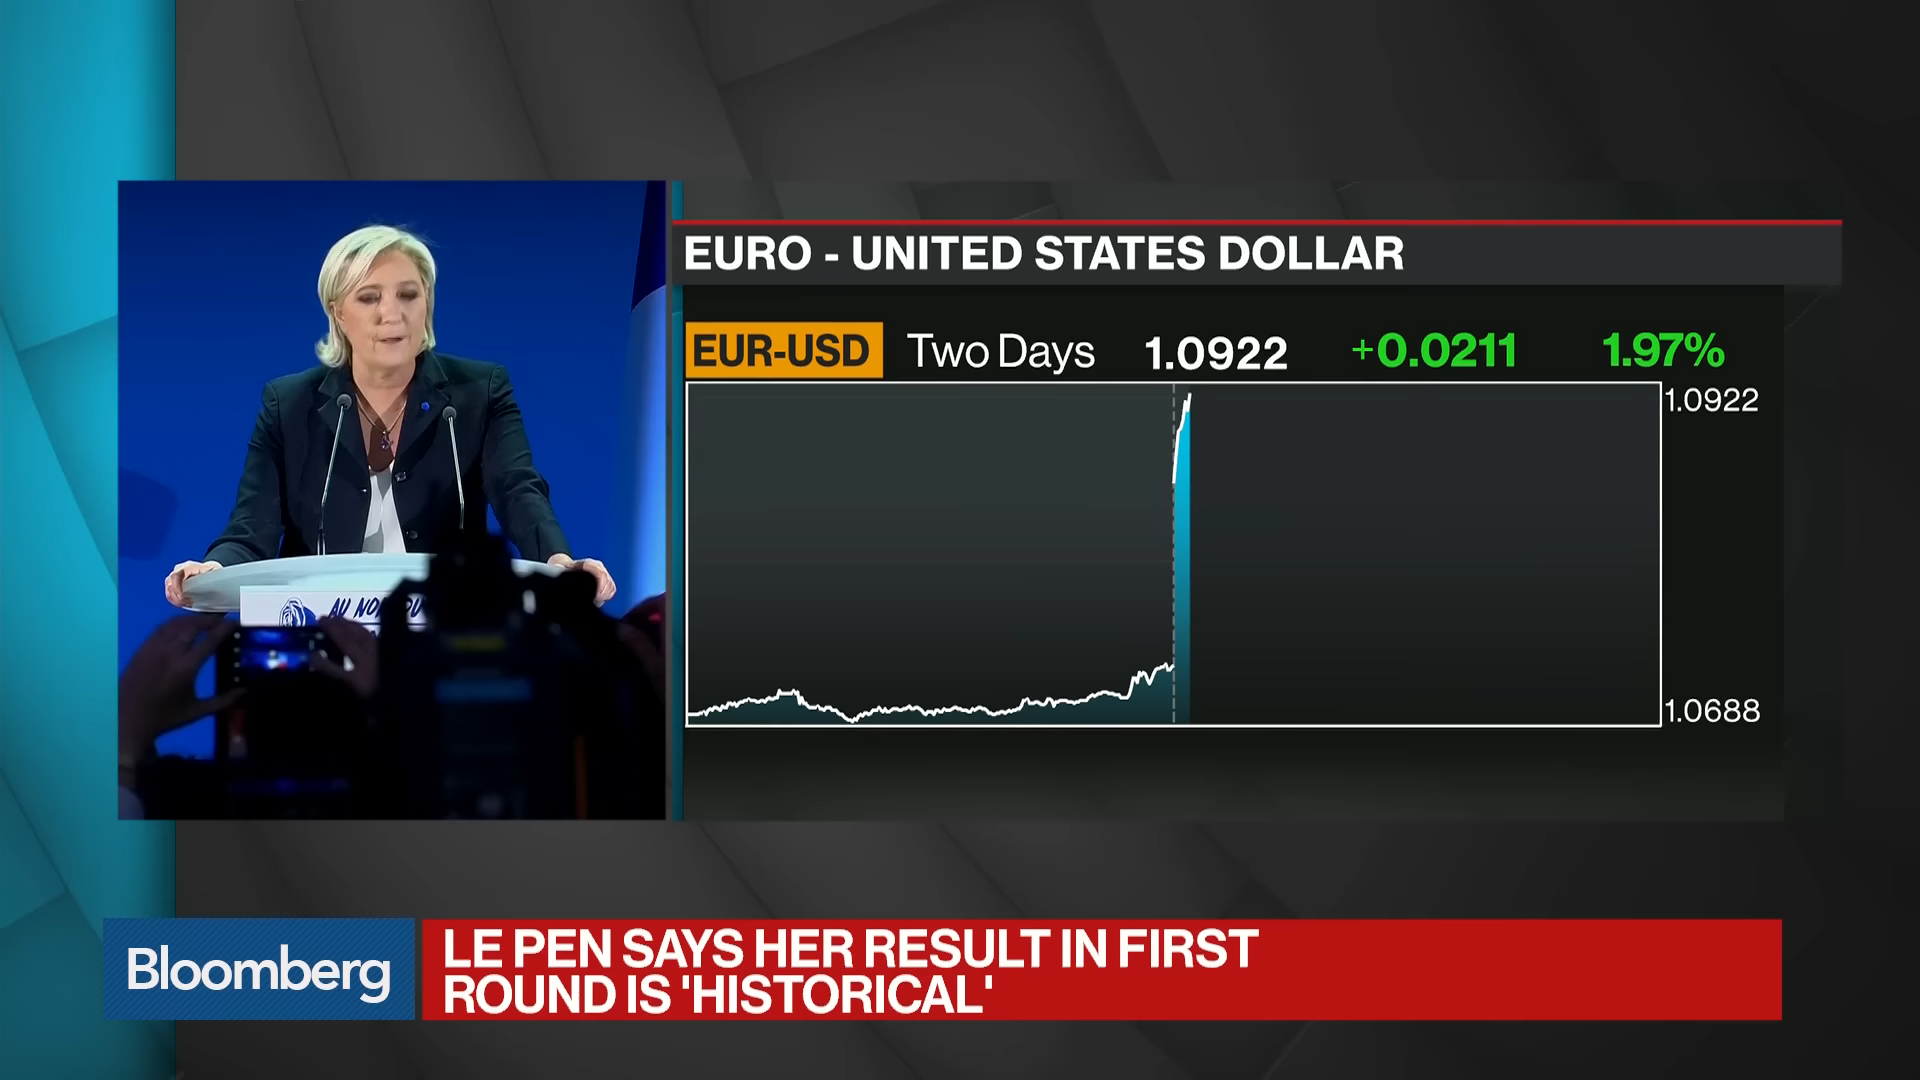 EURO - UNITED STATES DOLLAR
EUR-USD Two Days 1.0922 +0.0211 1.97%
1.0922
1.0688
AU
Bloomberg
LE PEN SAYS HER RESULT IN FIRST
ROUND IS 'HISTORICAL'